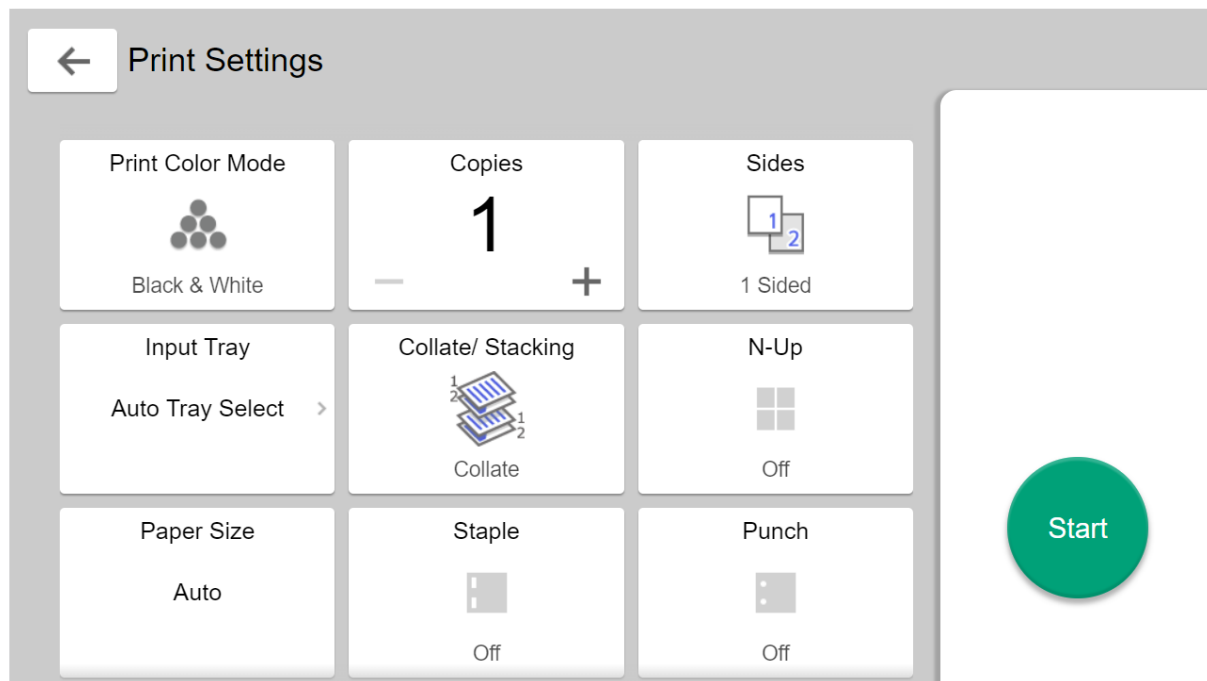 Print Settings
Print Color Mode
Black & White
Copies
1
Sides
1
2
1 Sided
Input Tray
Auto Tray Select
Collate/ Stacking
1
2
1
2
Collate
N-Up
Off
Paper Size
Auto
Staple
Off
Punch
Off
Start